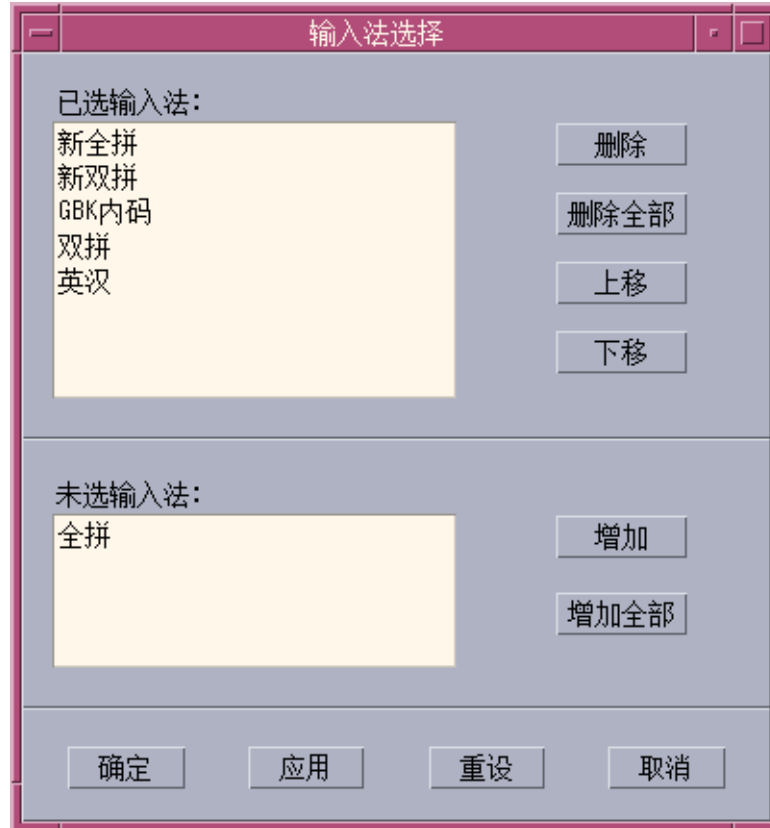 输入法选择
已选输入法：
新全拼
新双拼
GBK内码
双拼
英汉
删除
删除全部
上移
下移
未选输入法：
全拼
增加
增加全部
确定 应用 重设 取消